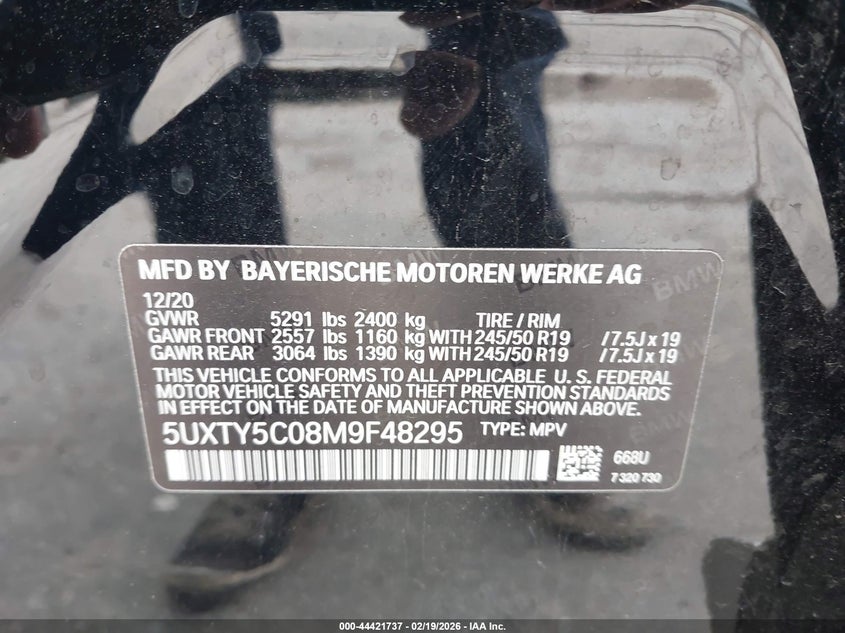 MFD BY BAYERISCHE MOTOREN WERKE AG
12/20
GVWR 5291 lbs 2400 kg TIRE / RIM
GAWR FRONT 2557 lbs 1160 kg WITH 245/50 R19 / 7.5J x 19
GAWR REAR 3064 lbs 1390 kg WITH 245/50 R19 / 7.5J x 19
THIS VEHICLE CONFORMS TO ALL APPLICABLE U. S. FEDERAL
MOTOR VEHICLE SAFETY AND THEFT PREVENTION STANDARDS
IN EFFECT ON THE DATE OF MANUFACTURE SHOWN ABOVE.
5UXTY5C08M9F48295 TYPE: MPV
668U
7 320 730
BMW
000-44421737 - 02/19/2026 - IAA Inc.